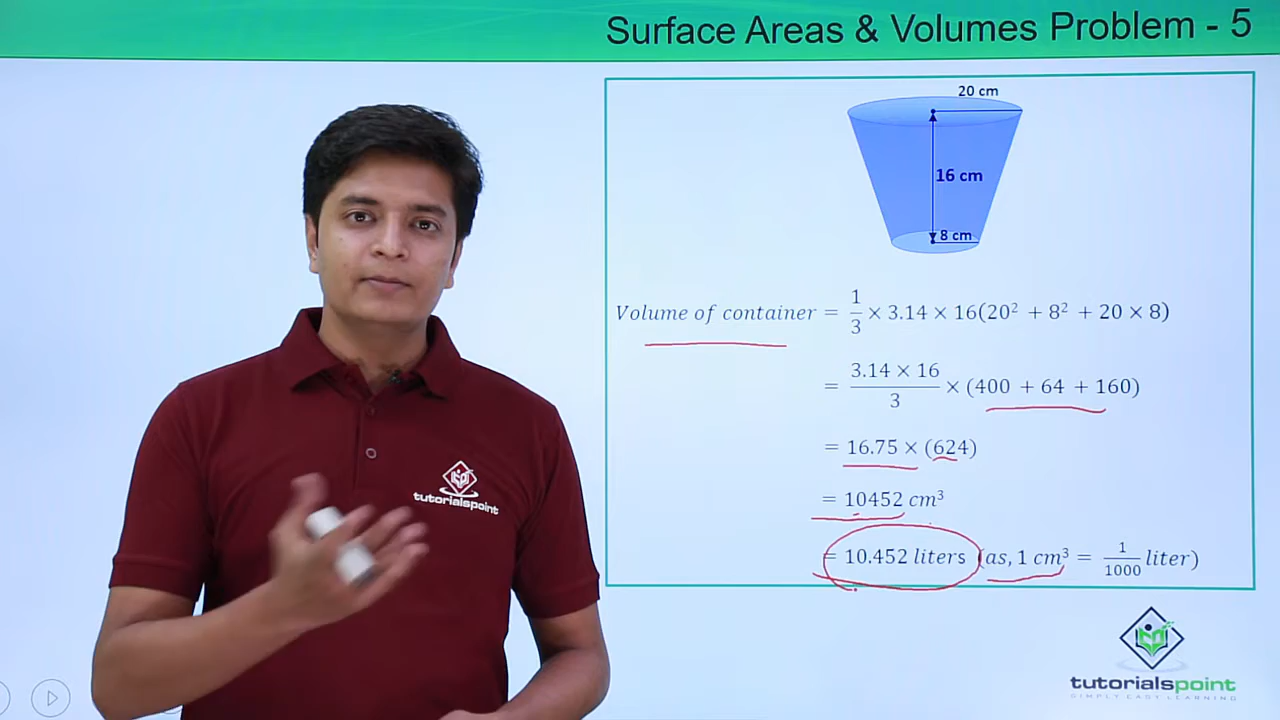 Surface Areas & Volumes Problem - 5
20 cm
16 cm
8 cm
Volume of container = 1/3 × 3.14 × 16(20² + 8² + 20 × 8)
= 3.14 × 16/3 × (400 + 64 + 160)
= 16.75 × (624)
= 10452 cm³
= 10.452 liters (as, 1 cm³ = 1/1000 liter)
tutorialspoint
tutorialspoint
SIMPLY EASY LEARNING